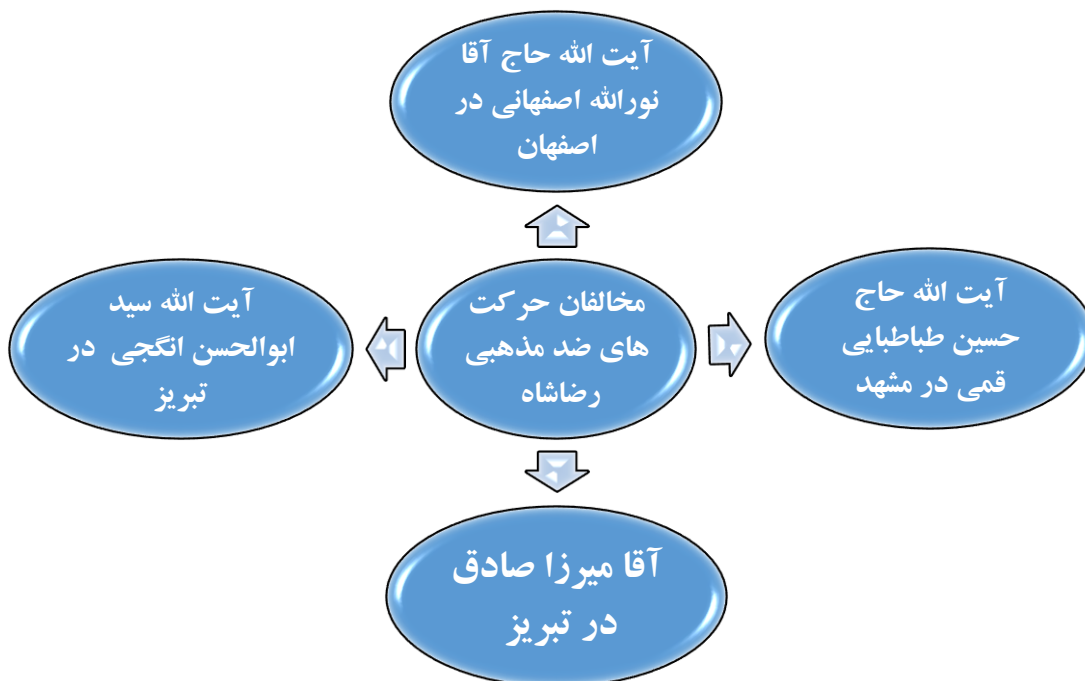 آیت الله حاج آقا
نورالله اصفهانی در
اصفهان
مخالفان حرکت
های ضد مذهبی
رضاشاه
آیت الله حاج
حسین طباطبایی
قمی در مشهد
آیت الله سید
ابوالحسن انگجی در
تبریز
آقا میرزا صادق
در تبریز